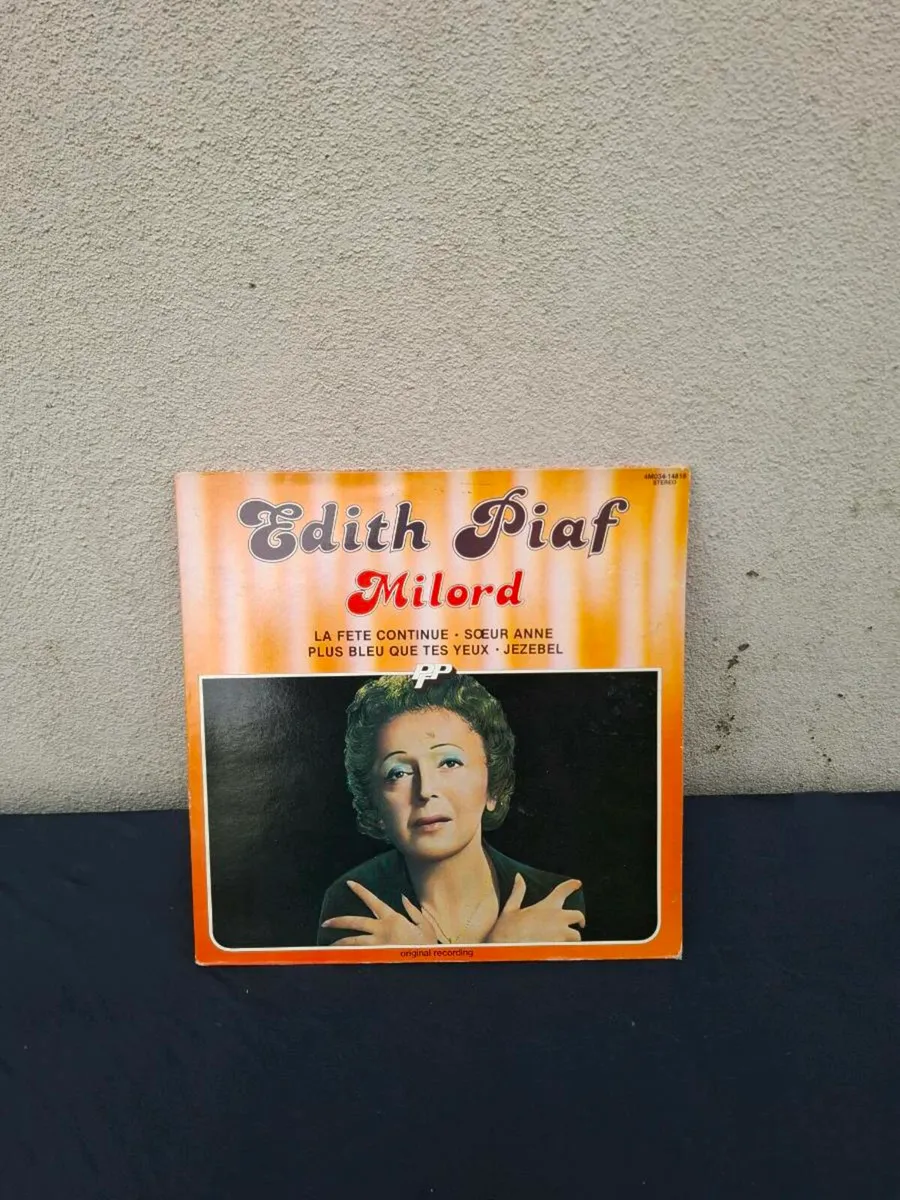 STEREO
Edith Piaf
Milord
LA FETE CONTINUE • SŒUR ANNE
PLUS BLEU QUE TES YEUX • JEZEBEL
original recording